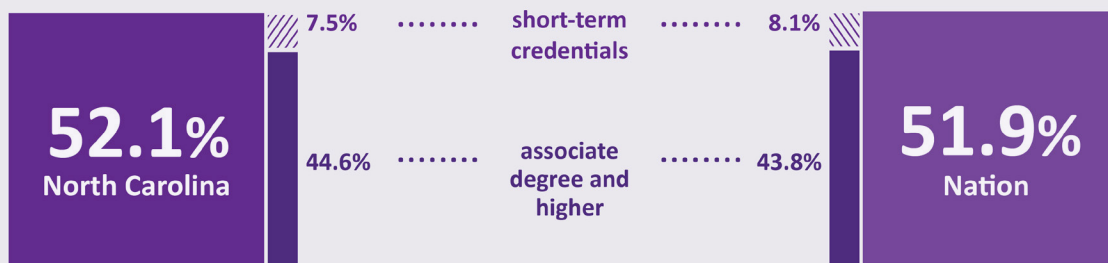 7.5% ........ short-term ........ 8.1%
credentials
52.1% 51.9%
44.6% ........ associate ........ 43.8%
North Carolina degree and Nation
higher